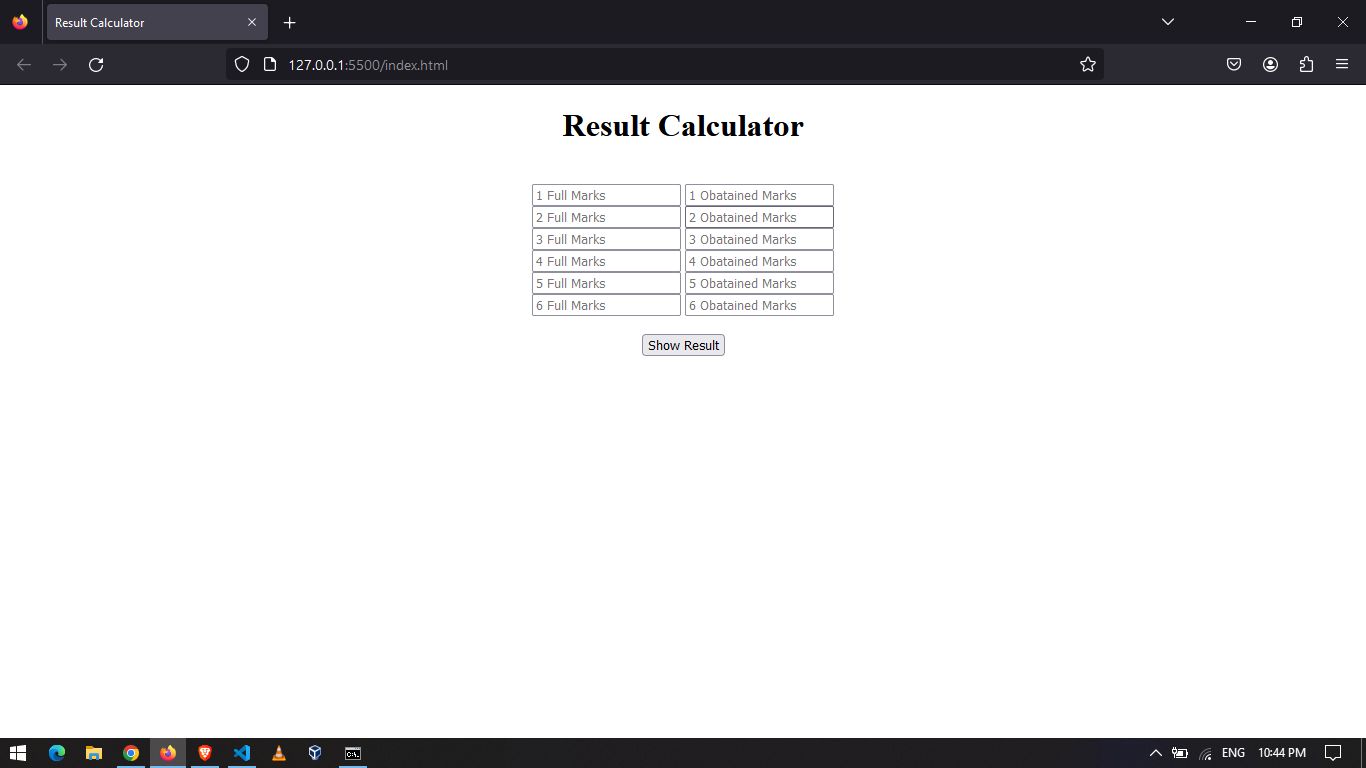 Result Calculator
127.0.0.1:5500/index.html
Result Calculator
1 Full Marks 1 Obatained Marks
2 Full Marks 2 Obatained Marks
3 Full Marks 3 Obatained Marks
4 Full Marks 4 Obatained Marks
5 Full Marks 5 Obatained Marks
6 Full Marks 6 Obatained Marks
Show Result
C:\. ENG 10:44 PM